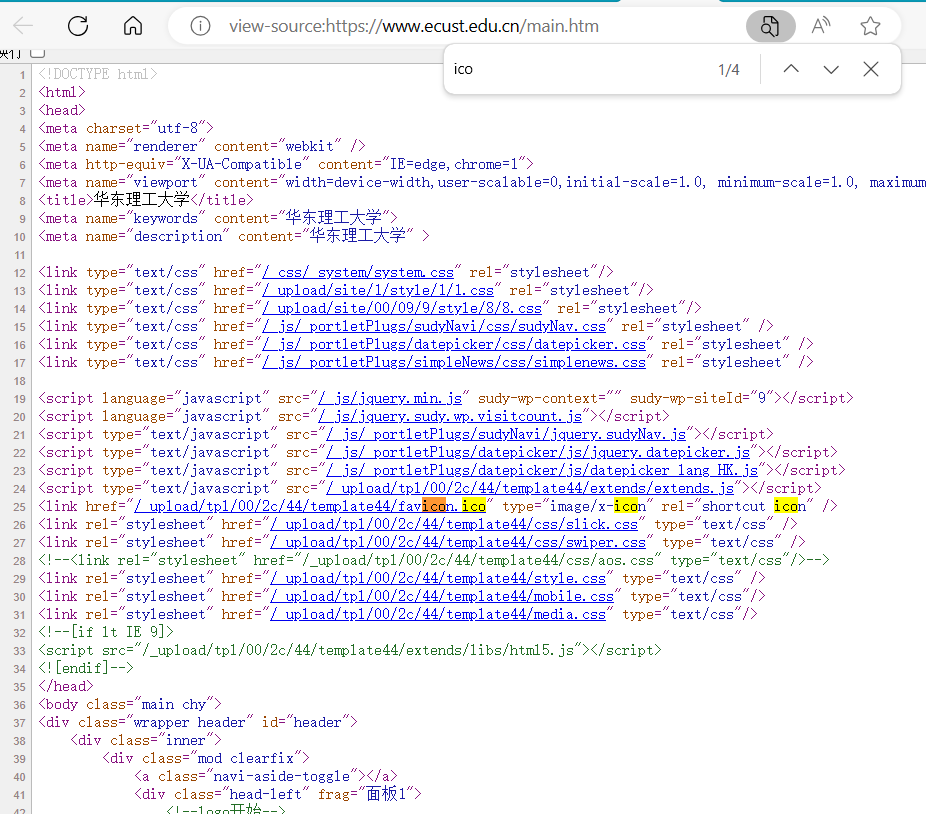 view-source:https://www.ecust.edu.cn/main.htm
ico 1/4
1 <!DOCTYPE html>
2 <html>
3 <head>
4 <meta charset="utf-8">
5 <meta name="renderer" content="webkit" />
6 <meta http-equiv="X-UA-Compatible" content="IE=edge,chrome=1">
7 <meta name="viewport" content="width=device-width,user-scalable=0,initial-scale=1.0, minimum-scale=1.0, maximum
8 <title>华东理工大学</title>
9 <meta name="keywords" content="华东理工大学">
10 <meta name="description" content="华东理工大学" >
11
12 <link type="text/css" href="/_css/_system/system.css" rel="stylesheet"/>
13 <link type="text/css" href="/_upload/site/1/style/1/1.css" rel="stylesheet"/>
14 <link type="text/css" href="/_upload/site/00/09/9/style/8/8.css" rel="stylesheet"/>
15 <link type="text/css" href="/_js/_portletPlugs/sudyNavi/css/sudyNav.css" rel="stylesheet" />
16 <link type="text/css" href="/_js/_portletPlugs/datepicker/css/datepicker.css" rel="stylesheet" />
17 <link type="text/css" href="/_js/_portletPlugs/simpleNews/css/simplenews.css" rel="stylesheet" />
18
19 <script language="javascript" src="/_js/jquery.min.js" sudy-wp-context="" sudy-wp-siteId="9"></script>
20 <script language="javascript" src="/_js/jquery.sudy.wp.visitcount.js"></script>
21 <script type="text/javascript" src="/_js/_portletPlugs/sudyNavi/jquery.sudyNav.js"></script>
22 <script type="text/javascript" src="/_js/_portletPlugs/datepicker/js/jquery.datepicker.js"></script>
23 <script type="text/javascript" src="/_js/_portletPlugs/datepicker/js/datepicker_lang_HK.js"></script>
24 <script type="text/javascript" src="/_upload/tpl/00/2c/44/template44/extends/extends.js"></script>
25 <link href="/_upload/tpl/00/2c/44/template44/favicon.ico" type="image/x-icon" rel="shortcut icon" />
26 <link rel="stylesheet" href="/_upload/tpl/00/2c/44/template44/css/slick.css" type="text/css" />
27 <link rel="stylesheet" href="/_upload/tpl/00/2c/44/template44/css/swiper.css" type="text/css" />
28 <!--<link rel="stylesheet" href="/_upload/tpl/00/2c/44/template44/css/aos.css" type="text/css"/>-->
29 <link rel="stylesheet" href="/_upload/tpl/00/2c/44/template44/style.css" type="text/css" />
30 <link rel="stylesheet" href="/_upload/tpl/00/2c/44/template44/mobile.css" type="text/css"/>
31 <link rel="stylesheet" href="/_upload/tpl/00/2c/44/template44/media.css" type="text/css"/>
32 <!--[if lt IE 9]>
33 <script src="/_upload/tpl/00/2c/44/template44/extends/libs/html5.js"></script>
34 <![endif]-->
35 </head>
36 <body class="main chy">
37 <div class="wrapper header" id="header">
38 <div class="inner">
39 <div class="mod clearfix">
40 <a class="navi-aside-toggle"></a>
41 <div class="head-left" frag="面板1">
42 <!--logo开始-->